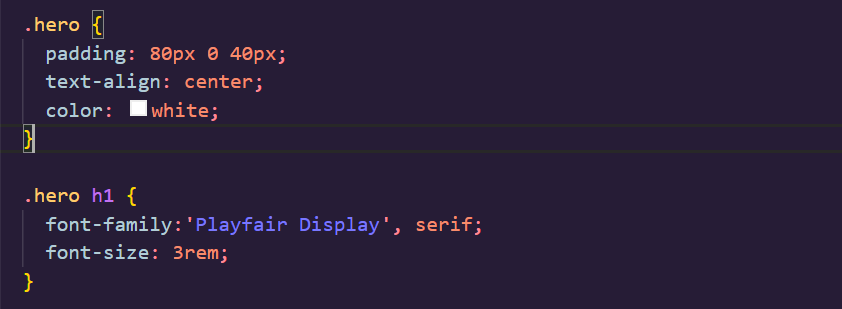 .hero {
  padding: 80px 0 40px;
  text-align: center;
  color: white;
}
.hero h1 {
  font-family:'Playfair Display', serif;
  font-size: 3rem;
}